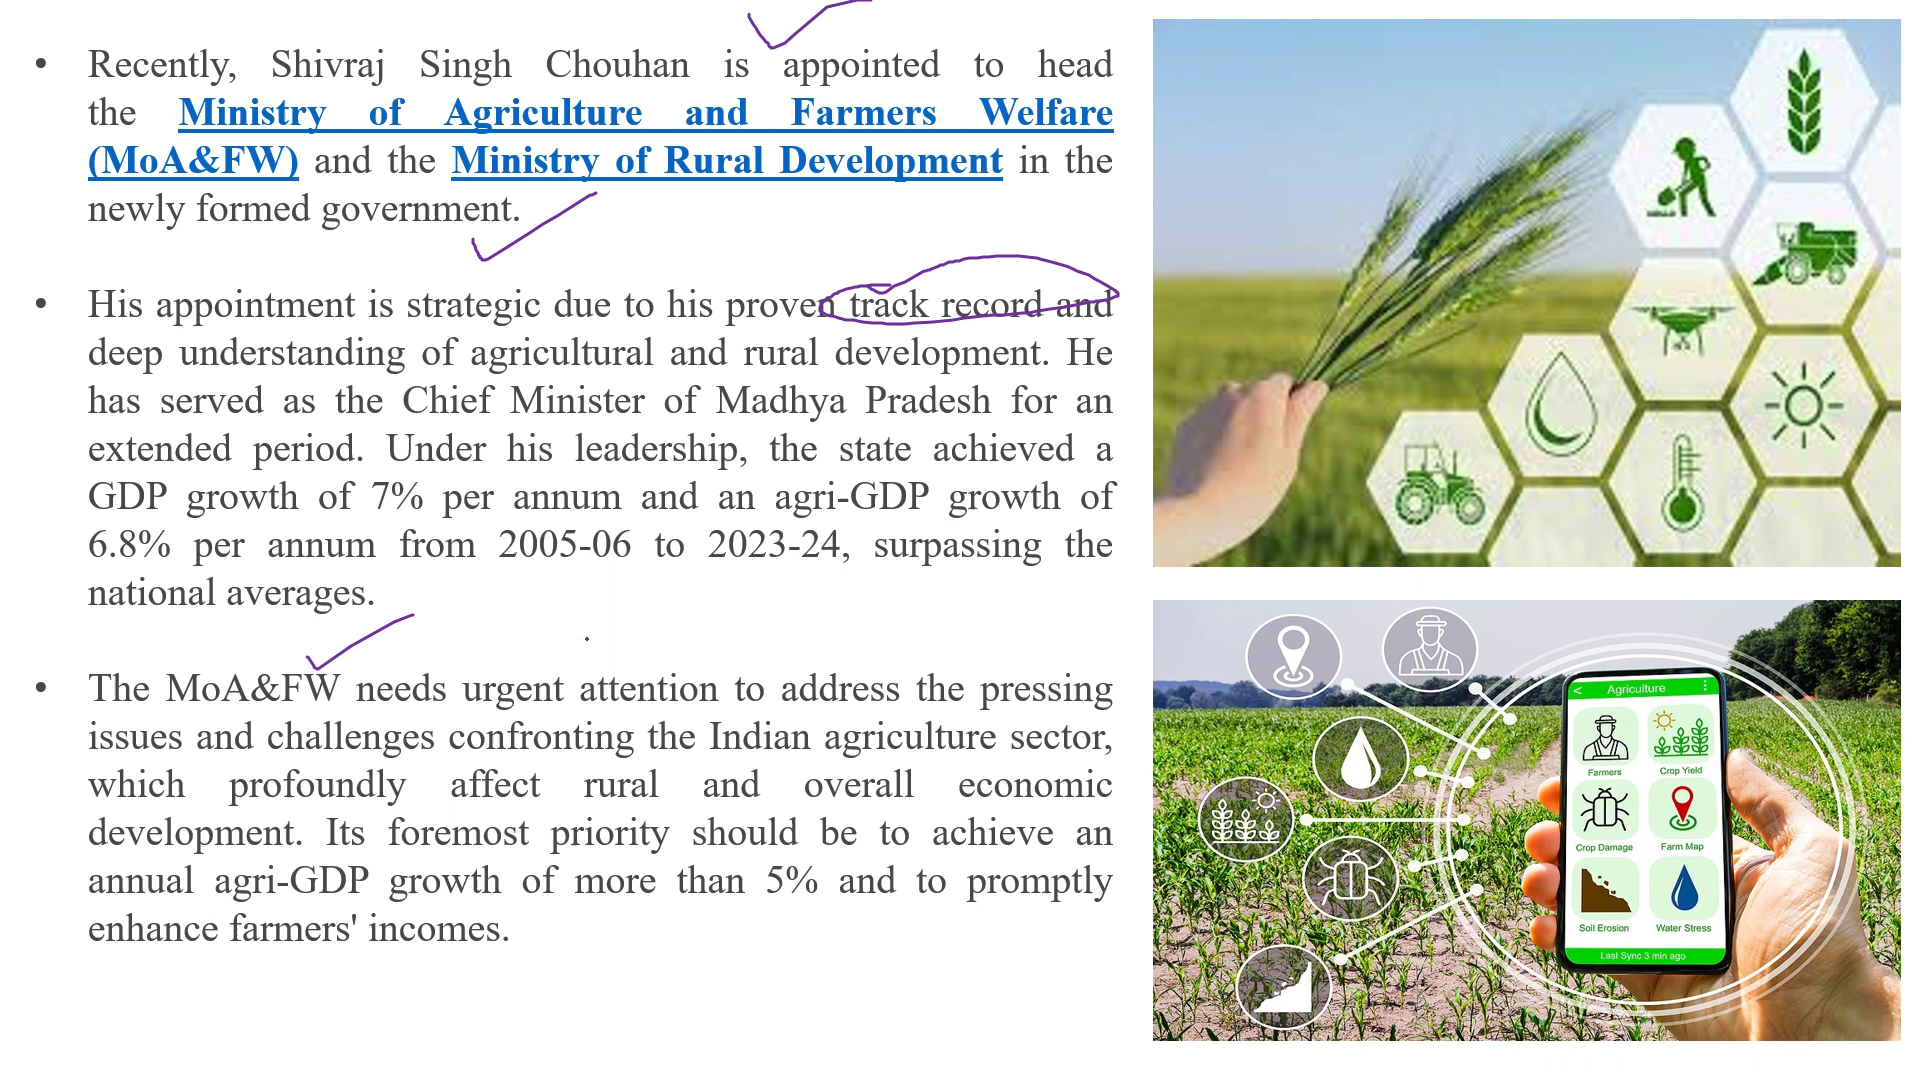 • Recently, Shivraj Singh Chouhan is appointed to head
the Ministry of Agriculture and Farmers Welfare
(MoA&FW) and the Ministry of Rural Development in the
newly formed government.
• His appointment is strategic due to his proven track record and
deep understanding of agricultural and rural development. He
has served as the Chief Minister of Madhya Pradesh for an
extended period. Under his leadership, the state achieved a
GDP growth of 7% per annum and an agri-GDP growth of
6.8% per annum from 2005-06 to 2023-24, surpassing the
national averages.
• The MoA&FW needs urgent attention to address the pressing
issues and challenges confronting the Indian agriculture sector,
which profoundly affect rural and overall economic
development. Its foremost priority should be to achieve an
annual agri-GDP growth of more than 5% and to promptly
enhance farmers' incomes.
Agriculture
Farmers Crop Yield
Crop Damage Farm Map
Soil Erosion Water Stress
Last Sync 3 min ago